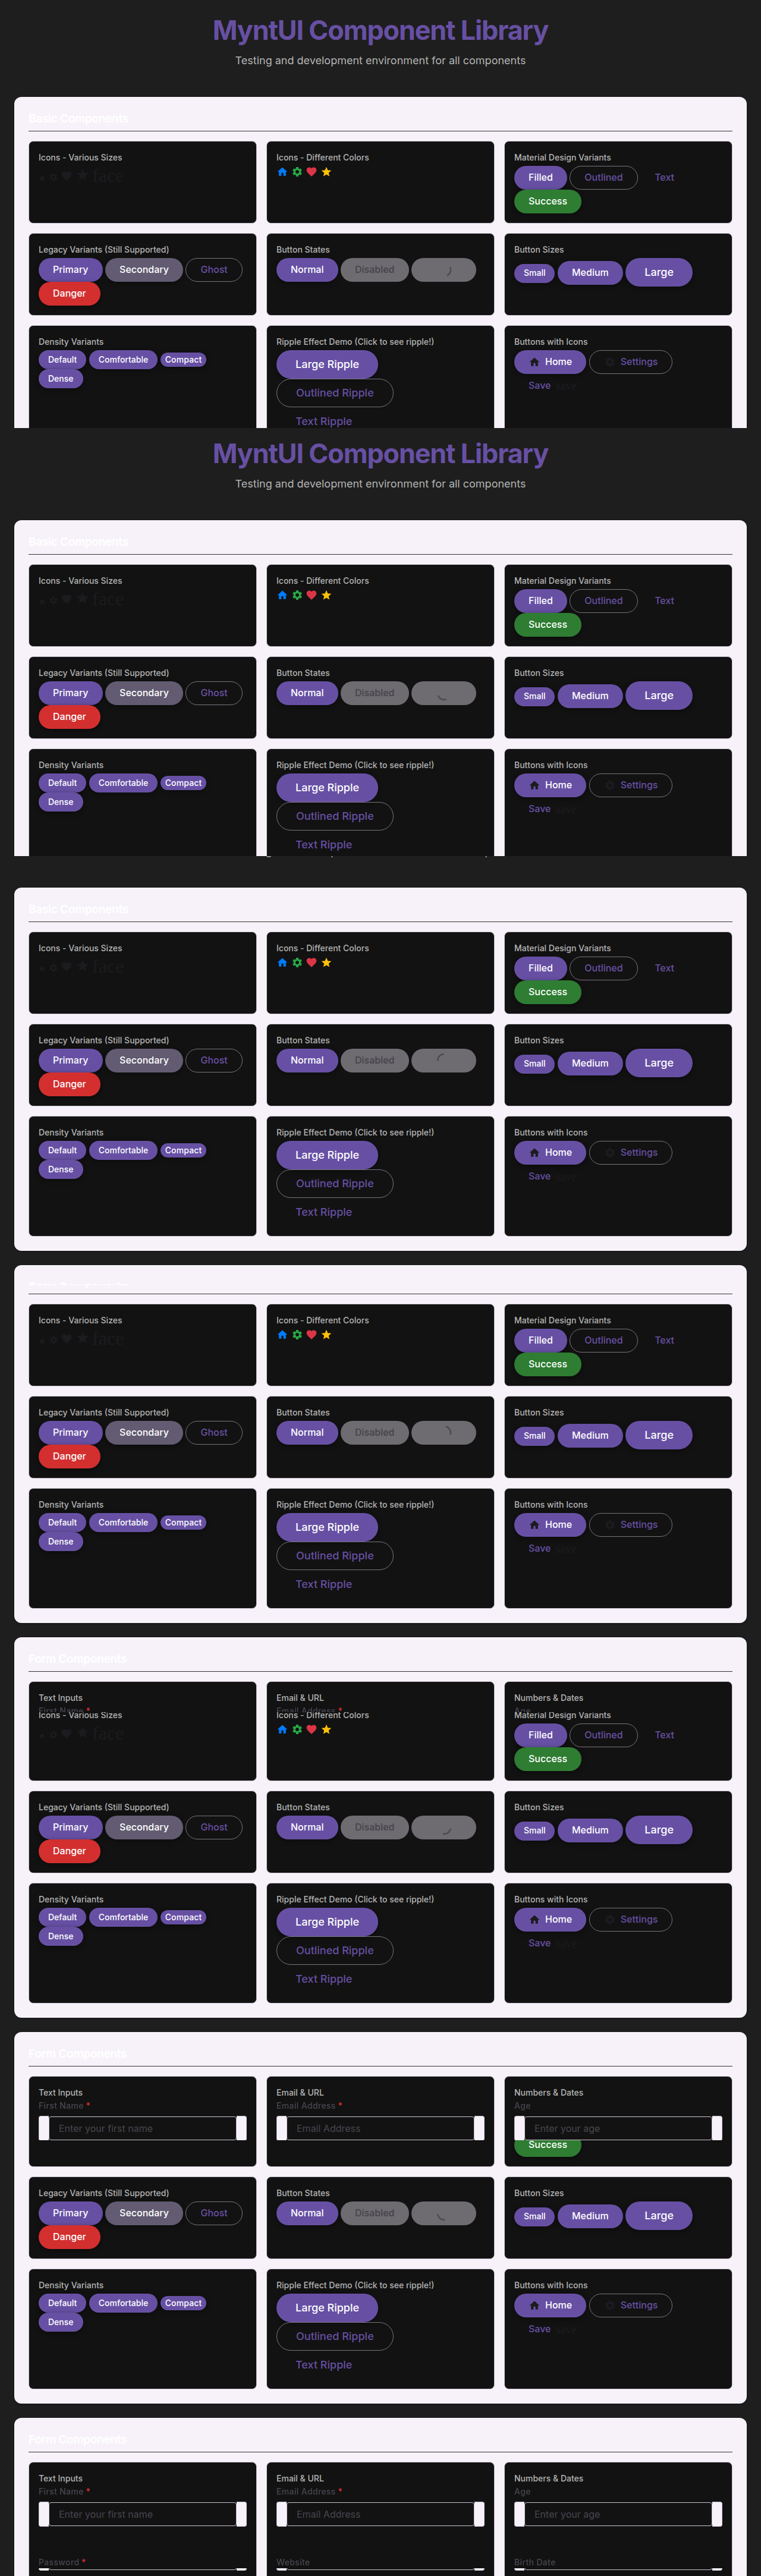 MyntUI Component Library
Testing and development environment for all components
Basic Components
Icons - Various Sizes
Icons - Different Colors
Material Design Variants
face
Filled
Outlined
Text
Success
Legacy Variants (Still Supported)
Button States
Button Sizes
Primary
Secondary
Ghost
Normal
Disabled
Small
Medium
Large
Danger
Density Variants
Ripple Effect Demo (Click to see ripple!)
Buttons with Icons
Default
Comfortable
Compact
Large Ripple
Home
Settings
Dense
Outlined Ripple
Save
Text Ripple
MyntUI Component Library
Testing and development environment for all components
Basic Components
Icons - Various Sizes
Icons - Different Colors
Material Design Variants
face
Filled
Outlined
Text
Success
Legacy Variants (Still Supported)
Button States
Button Sizes
Primary
Secondary
Ghost
Normal
Disabled
Small
Medium
Large
Danger
Density Variants
Ripple Effect Demo (Click to see ripple!)
Buttons with Icons
Default
Comfortable
Compact
Large Ripple
Home
Settings
Dense
Outlined Ripple
Save
Text Ripple
Basic Components
Icons - Various Sizes
Icons - Different Colors
Material Design Variants
face
Filled
Outlined
Text
Success
Legacy Variants (Still Supported)
Button States
Button Sizes
Primary
Secondary
Ghost
Normal
Disabled
Small
Medium
Large
Danger
Density Variants
Ripple Effect Demo (Click to see ripple!)
Buttons with Icons
Default
Comfortable
Compact
Large Ripple
Home
Settings
Dense
Outlined Ripple
Save
Text Ripple
Icons - Various Sizes
Icons - Different Colors
Material Design Variants
face
Filled
Outlined
Text
Success
Legacy Variants (Still Supported)
Button States
Button Sizes
Primary
Secondary
Ghost
Normal
Disabled
Small
Medium
Large
Danger
Density Variants
Ripple Effect Demo (Click to see ripple!)
Buttons with Icons
Default
Comfortable
Compact
Large Ripple
Home
Settings
Dense
Outlined Ripple
Save
Text Ripple
Form Components
Text Inputs
Email & URL
Numbers & Dates
First Name *
Email Address *
Age
Icons - Various Sizes
Icons - Different Colors
Material Design Variants
face
Filled
Outlined
Text
Success
Legacy Variants (Still Supported)
Button States
Button Sizes
Primary
Secondary
Ghost
Normal
Disabled
Small
Medium
Large
Danger
Density Variants
Ripple Effect Demo (Click to see ripple!)
Buttons with Icons
Default
Comfortable
Compact
Large Ripple
Home
Settings
Dense
Outlined Ripple
Save
Text Ripple
Form Components
Text Inputs
Email & URL
Numbers & Dates
First Name *
Email Address *
Age
Enter your first name
Email Address
Enter your age
Success
Legacy Variants (Still Supported)
Button States
Button Sizes
Primary
Secondary
Ghost
Normal
Disabled
Small
Medium
Large
Danger
Density Variants
Ripple Effect Demo (Click to see ripple!)
Buttons with Icons
Default
Comfortable
Compact
Large Ripple
Home
Settings
Dense
Outlined Ripple
Save
Text Ripple
Form Components
Text Inputs
Email & URL
Numbers & Dates
First Name *
Email Address *
Age
Enter your first name
Email Address
Enter your age
Password *
Website
Birth Date